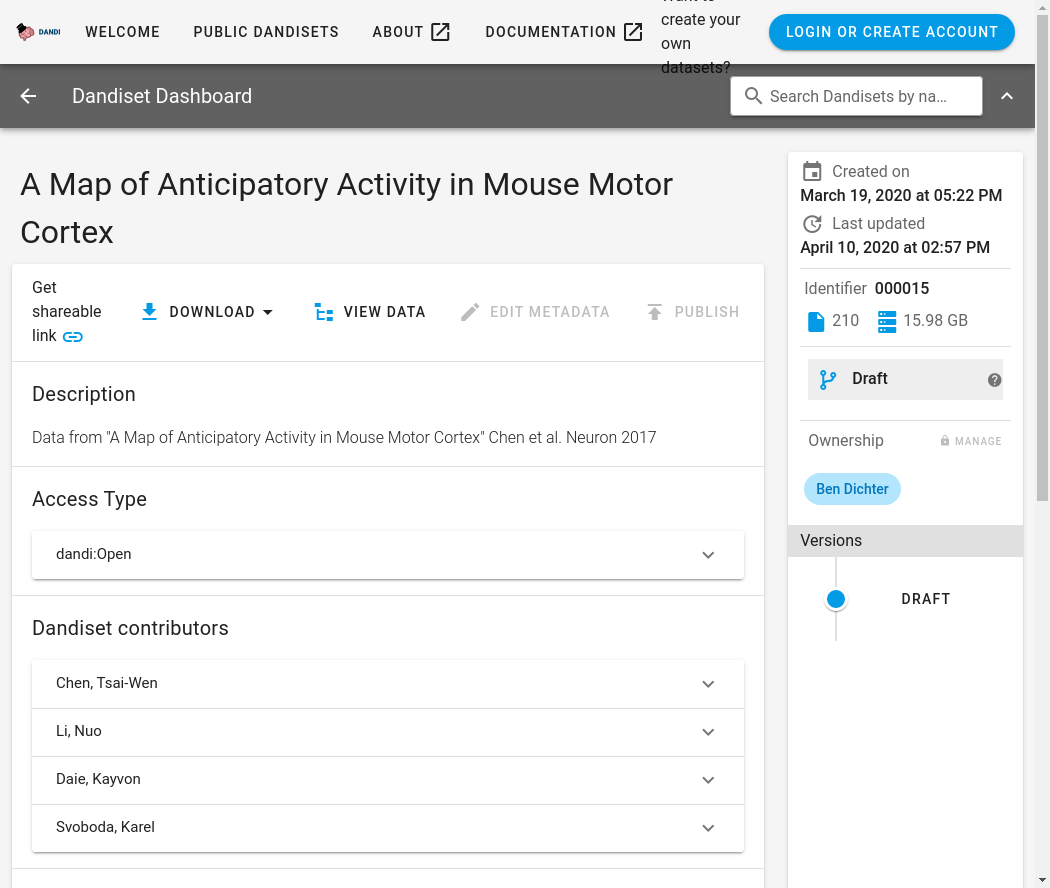 DANDI
WELCOME
PUBLIC DANDISETS
ABOUT
DOCUMENTATION
create your
own
datasets?
LOGIN OR CREATE ACCOUNT
Dandiset Dashboard
Search Dandisets by na...
A Map of Anticipatory Activity in Mouse Motor
Cortex
Get
shareable
link
DOWNLOAD
VIEW DATA
EDIT METADATA
PUBLISH
Description
Data from "A Map of Anticipatory Activity in Mouse Motor Cortex" Chen et al. Neuron 2017
Access Type
dandi:Open
Dandiset contributors
Chen, Tsai-Wen
Li, Nuo
Daie, Kayvon
Svoboda, Karel
Created on
March 19, 2020 at 05:22 PM
Last updated
April 10, 2020 at 02:57 PM
Identifier 000015
210
15.98 GB
Draft
Ownership
MANAGE
Ben Dichter
Versions
DRAFT